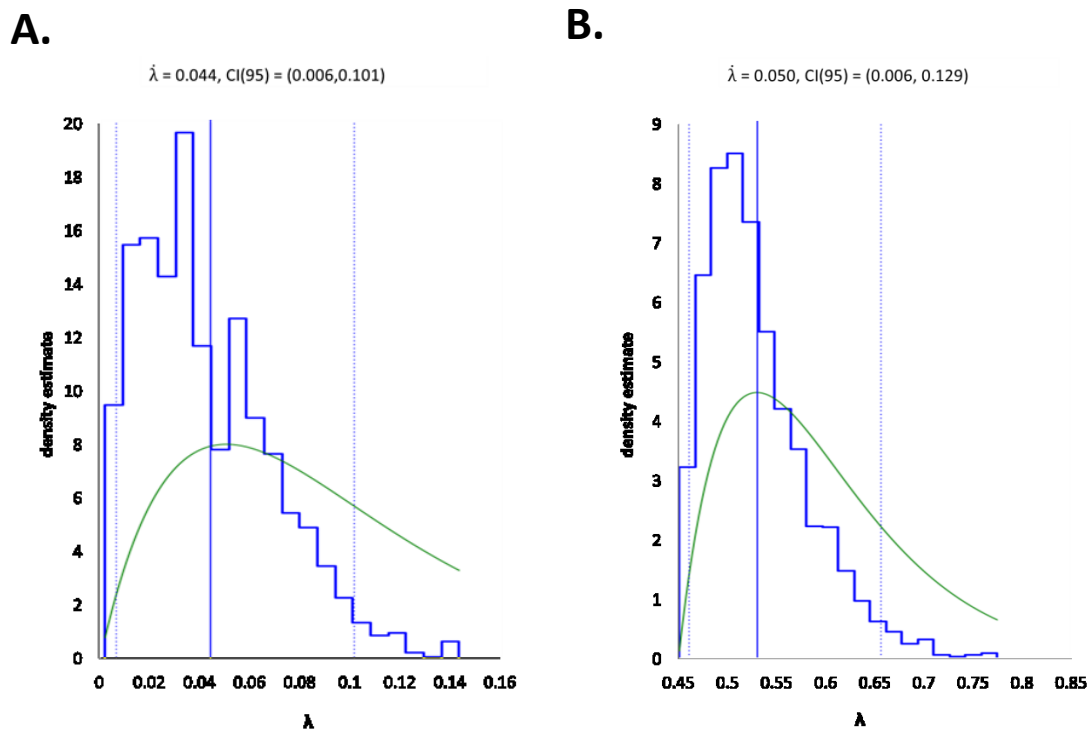 A.
λ̇ = 0.044, CI(95) = (0.006,0.101)
20
18
16
14
12
10
8
6
4
2
0
density estimate
0 0.02 0.04 0.06 0.08 0.1 0.12 0.14 0.16
λ
B.
λ̇ = 0.050, CI(95) = (0.006, 0.129)
9
8
7
6
5
4
3
2
1
0
density estimate
0.45 0.5 0.55 0.6 0.65 0.7 0.75 0.8 0.85
λ